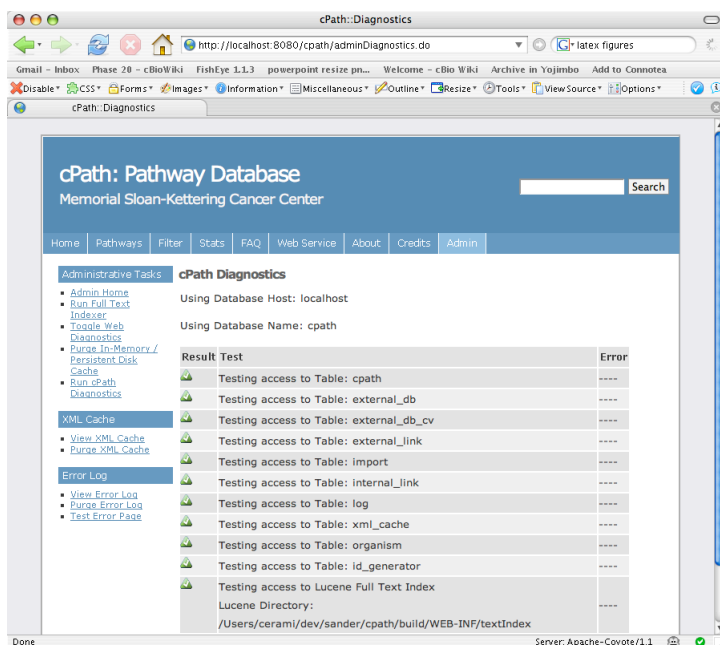 cPath::Diagnostics
http://localhost:8080/cpath/adminDiagnostics.do
G latex figures
Gmail - Inbox Phase 28 - cBioWiki FishEye 1.1.3 powerpoint resize pn... Welcome - cBio Wiki Archive in Yojimbo Add to Connotea
Disable CSS Forms Images Information Miscellaneous Outline Resize Tools View Source Options
cPath::Diagnostics
cPath: Pathway Database
Memorial Sloan-Kettering Cancer Center
Search
Home Pathways Filter Stats FAQ Web Service About Credits Admin
Administrative Tasks
Admin Home
Run Full Text
Indexer
Toggle Web
Diagnostics
Purge In-Memory /
Persistent Disk
Cache
Run cPath
Diagnostics
XML Cache
View XML Cache
Purge XML Cache
Error Log
View Error Log
Purge Error Log
Test Error Page
cPath Diagnostics
Using Database Host: localhost
Using Database Name: cpath
Result Test Error
Testing access to Table: cpath ----
Testing access to Table: external_db ----
Testing access to Table: external_db_cv ----
Testing access to Table: external_link ----
Testing access to Table: import ----
Testing access to Table: internal_link ----
Testing access to Table: log ----
Testing access to Table: xml_cache ----
Testing access to Table: organism ----
Testing access to Table: id_generator ----
Testing access to Lucene Full Text Index
Lucene Directory: ----
/Users/cerami/dev/sander/cpath/build/WEB-INF/textIndex
Done Server: Apache-Coyote/1.1